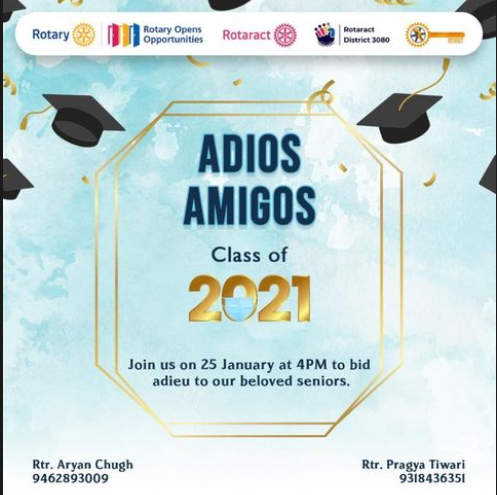 Rotary
Rotary Opens
Opportunities
Rotaract
Rotaract
District 3080
ADIOS
AMIGOS
Class of
2021
Join us on 25 January at 4PM to bid
adieu to our beloved seniors.
Rtr. Aryan Chugh
9462893009
Rtr. Pragya Tiwari
9318436351